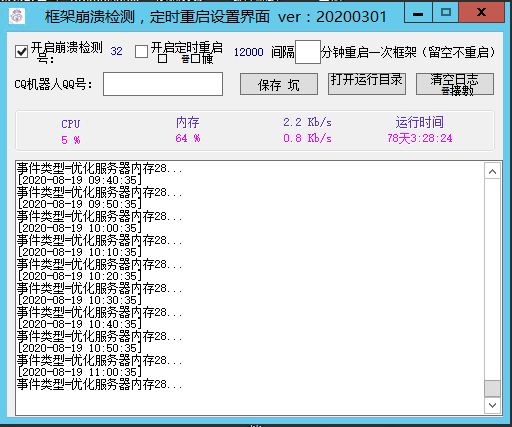 框架崩溃检测，定时重启设置界面 ver：20200301
开启崩溃检测 32 开启定时重启 12000 间隔 分钟重启一次框架（留空不重启）
号:
CQ机器人QQ号: 保存 坑 打开运行目录 清空日志
CPU 内存 2.2 Kb/s 运行时间
5 % 64 % 0.8 Kb/s 78天3:28:24
事件类型=优化服务器内存28...
[2020-08-19 09:40:35]
事件类型=优化服务器内存28...
[2020-08-19 09:50:35]
事件类型=优化服务器内存28...
[2020-08-19 10:00:35]
事件类型=优化服务器内存28...
[2020-08-19 10:10:35]
事件类型=优化服务器内存28...
[2020-08-19 10:20:35]
事件类型=优化服务器内存28...
[2020-08-19 10:30:35]
事件类型=优化服务器内存28...
[2020-08-19 10:40:35]
事件类型=优化服务器内存28...
[2020-08-19 10:50:35]
事件类型=优化服务器内存28...
[2020-08-19 11:00:35]
事件类型=优化服务器内存28...